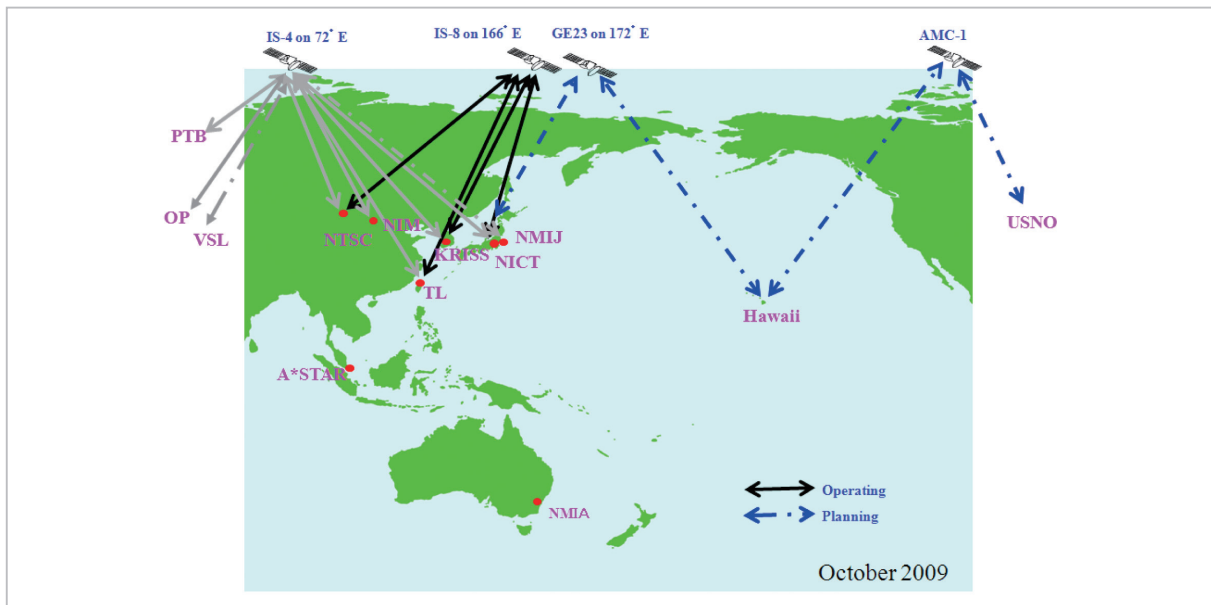 IS-4 on 72° E
IS-8 on 166° E
GE23 on 172° E
AMC-1
PTB
OP
VSL
NTSC
NIM
KRISS
NMIJ
NICT
USNO
TL
Hawaii
A*STAR
NMIA
Operating
Planning
October 2009